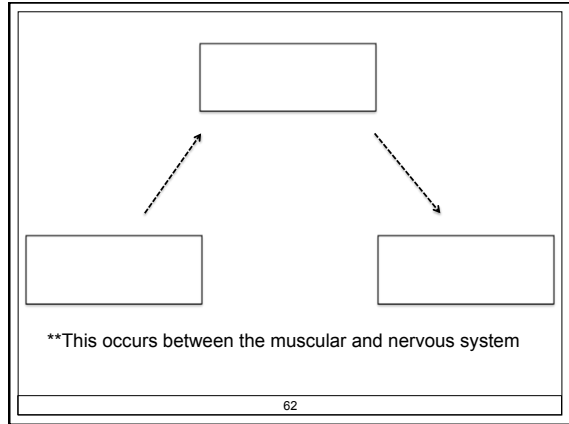 **This occurs between the muscular and nervous system
62